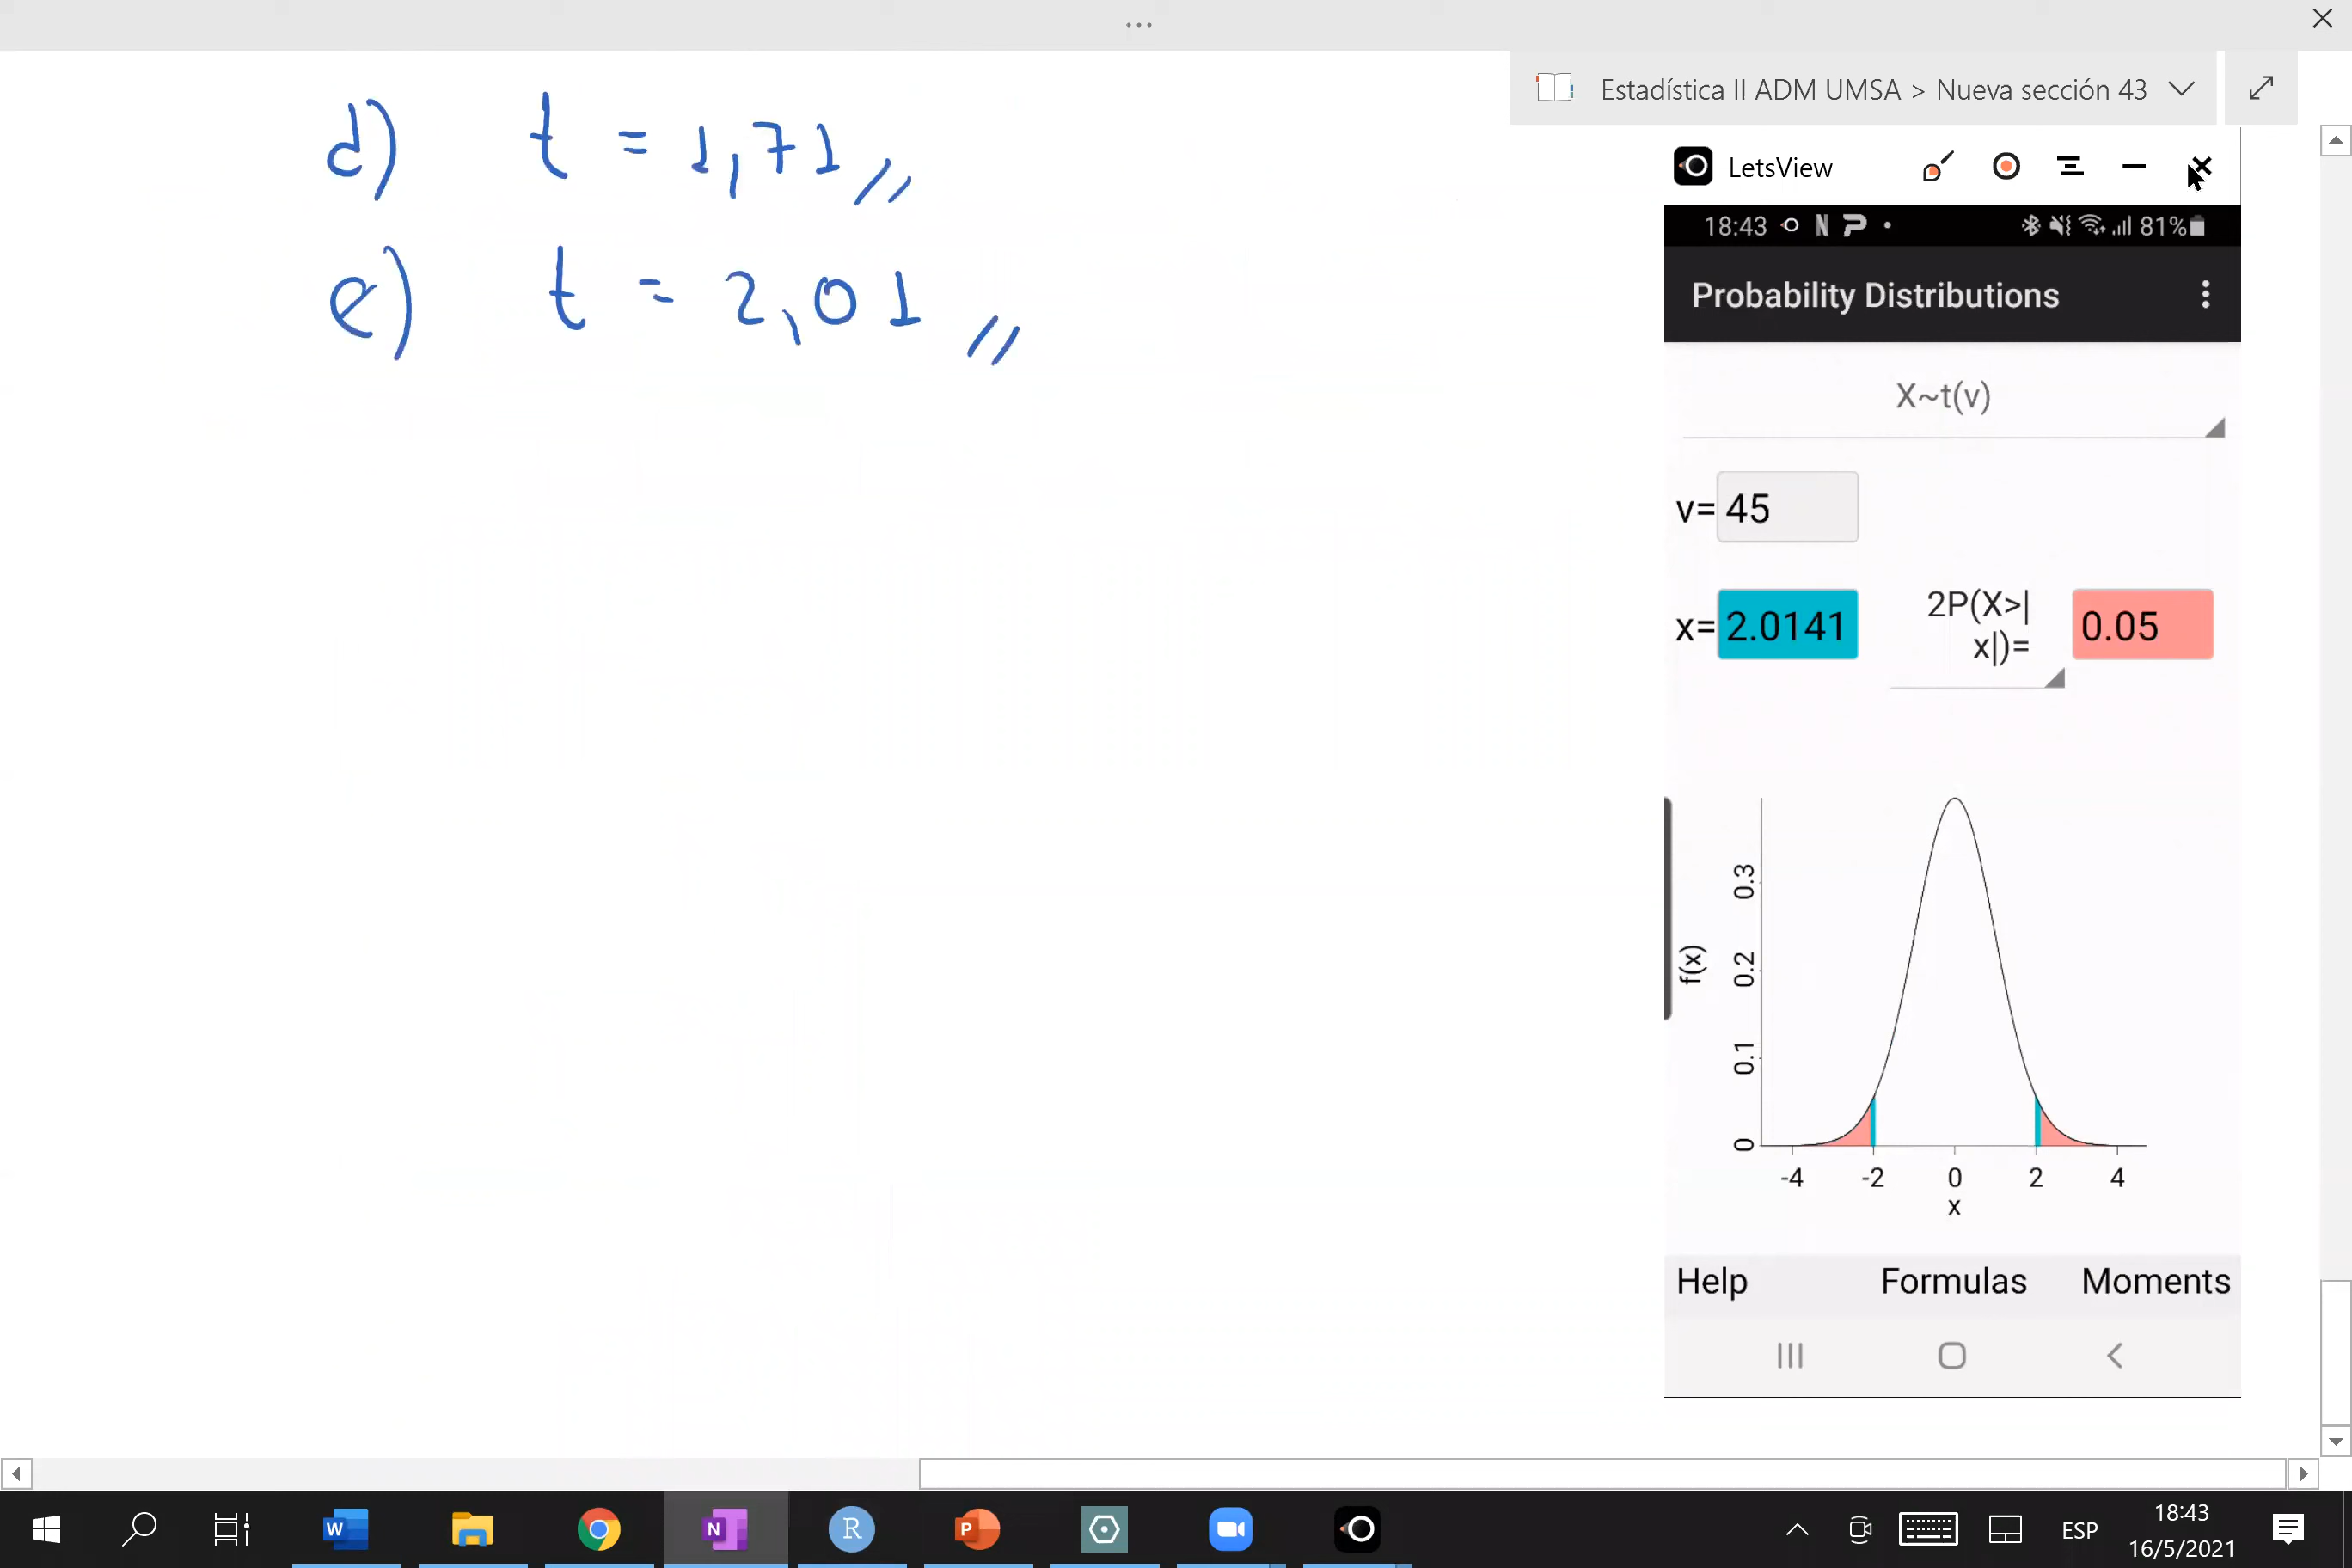 ...
Estadística II ADM UMSA > Nueva sección 43
d) t = 1,71 //
e) t = 2,01 //
LetsView
18:43 N P • 81%
Probability Distributions
X~t(v)
v= 45
x= 2.0141 2P(X>| 0.05
x|)=
f(x)
0.3
0.2
0.1
0
-4 -2 0 2 4
x
Help Formulas Moments
W N R P ESP 18:43
16/5/2021